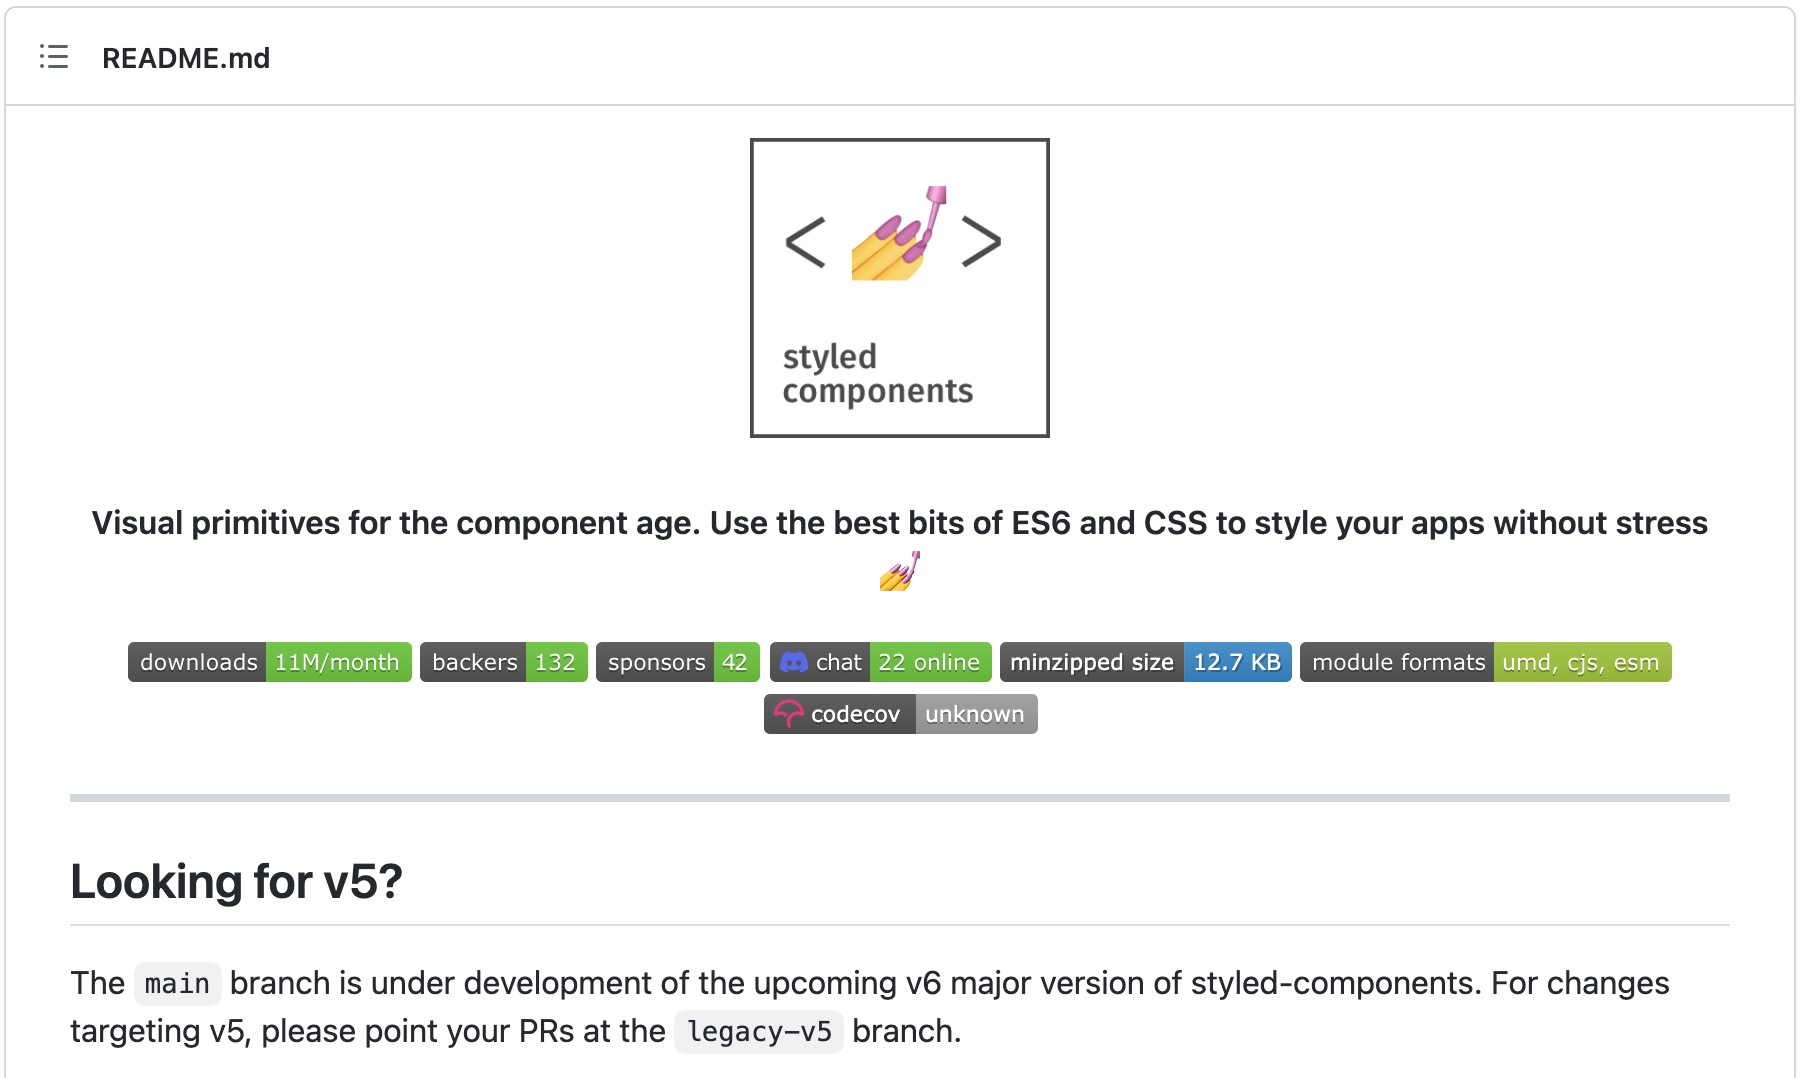 README.md
< 💅 >
styled
components
Visual primitives for the component age. Use the best bits of ES6 and CSS to style your apps without stress
💅
downloads 11M/month backers 132 sponsors 42 chat 22 online minzipped size 12.7 KB module formats umd, cjs, esm
codecov unknown
Looking for v5?
The main branch is under development of the upcoming v6 major version of styled-components. For changes
targeting v5, please point your PRs at the legacy-v5 branch.